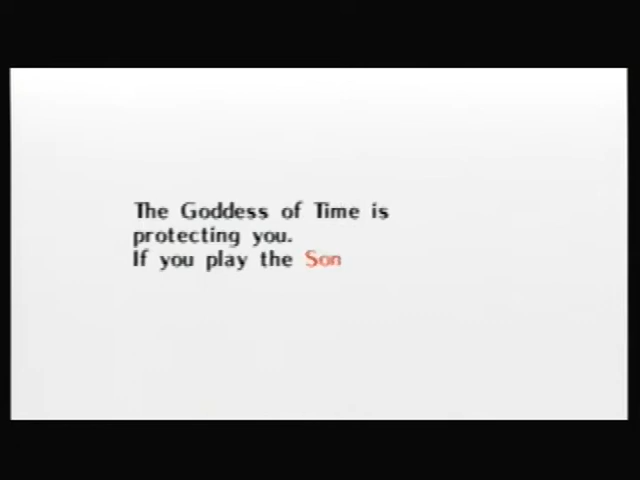 The Goddess of Time is
protecting you.
If you play the Son